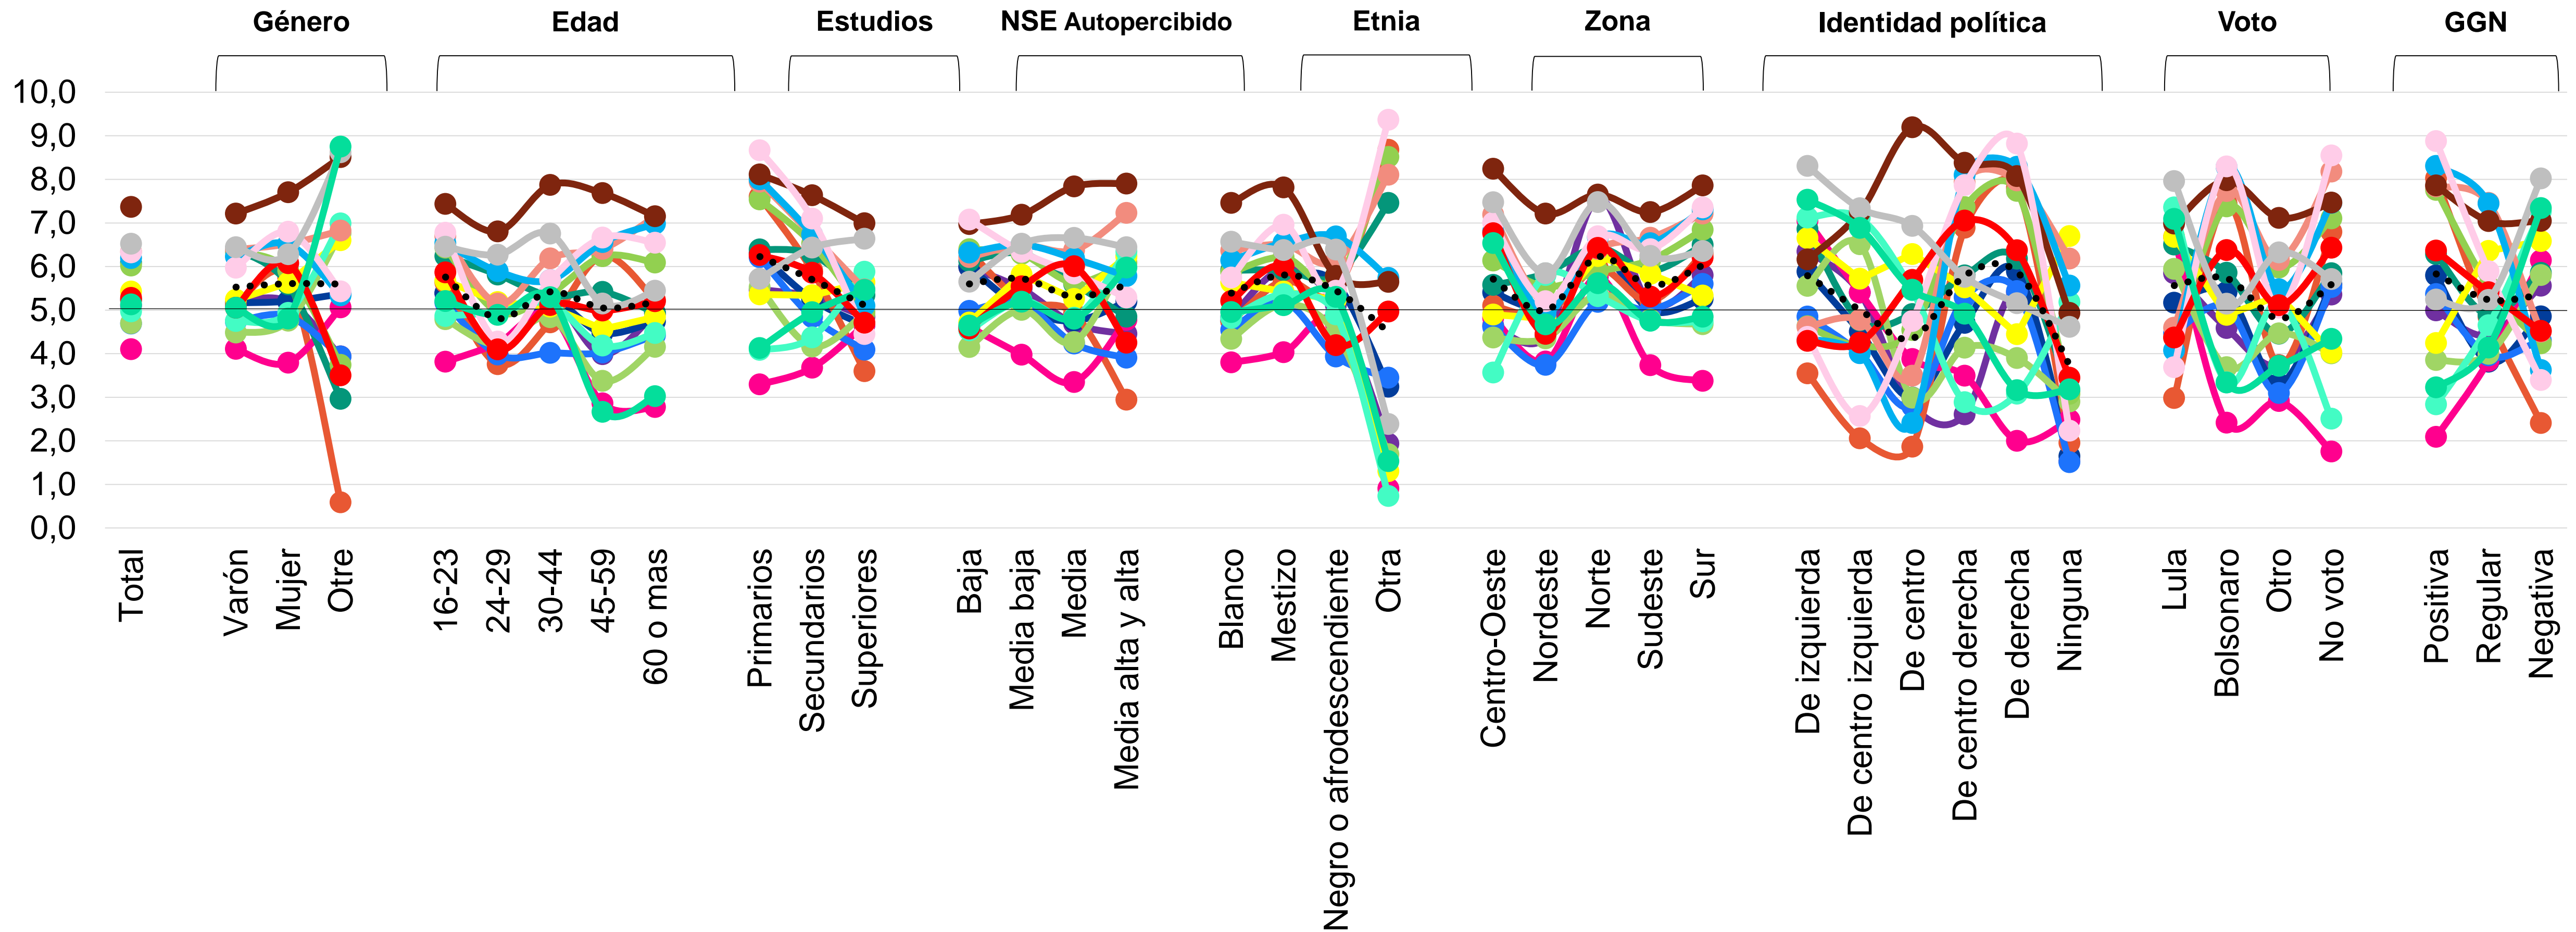 Género
Edad
Estudios
NSE Autopercibido
Etnia
Zona
Identidad política
Voto
GGN
10,0
9,0
8,0
7,0
6,0
5,0
4,0
3,0
2,0
1,0
0,0
Total
Varón
Mujer
Otre
16-23
24-29
30-44
45-59
60 o mas
Primarios
Secundarios
Superiores
Baja
Media baja
Media
Media alta y alta
Blanco
Mestizo
Negro o afrodescendiente
Otra
Centro-Oeste
Nordeste
Norte
Sudeste
Sur
De izquierda
De centro izquierda
De centro
De centro derecha
De derecha
Ninguna
Lula
Bolsonaro
Otro
No voto
Positiva
Regular
Negativa